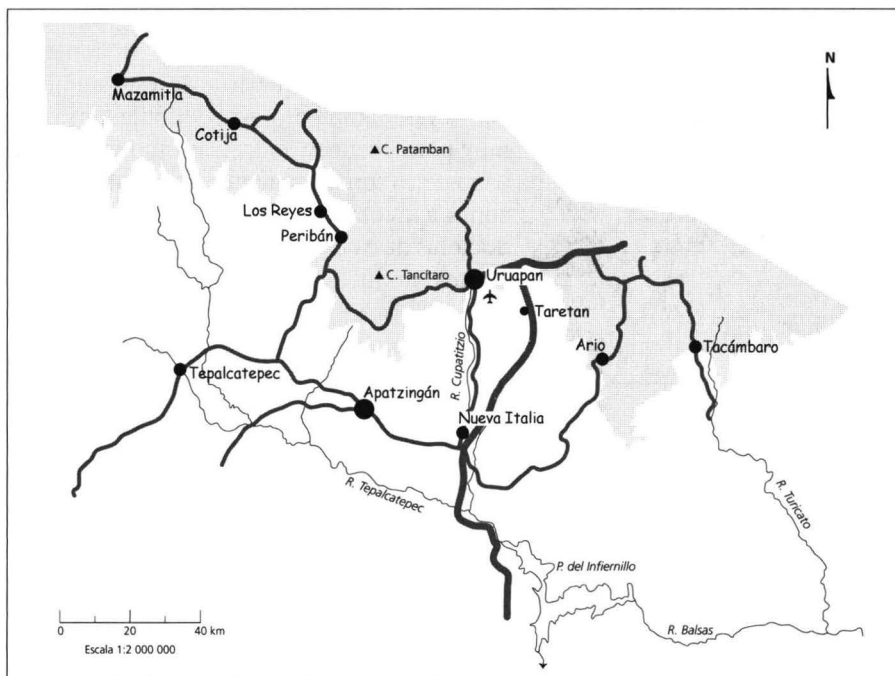 N
Mazamitla
Cotija
▲C. Patamban
Los Reyes
Peribán
▲C. Tancítaro
Uruapan
Taretan
R. Cupatitzio
Ario
Tacámbaro
Tepalcatepec
Apatzingán
Nueva Italia
R. Tepalcatepec
R. Turicato
P. del Infiernillo
R. Balsas
0 20 40 km
Escala 1:2 000 000